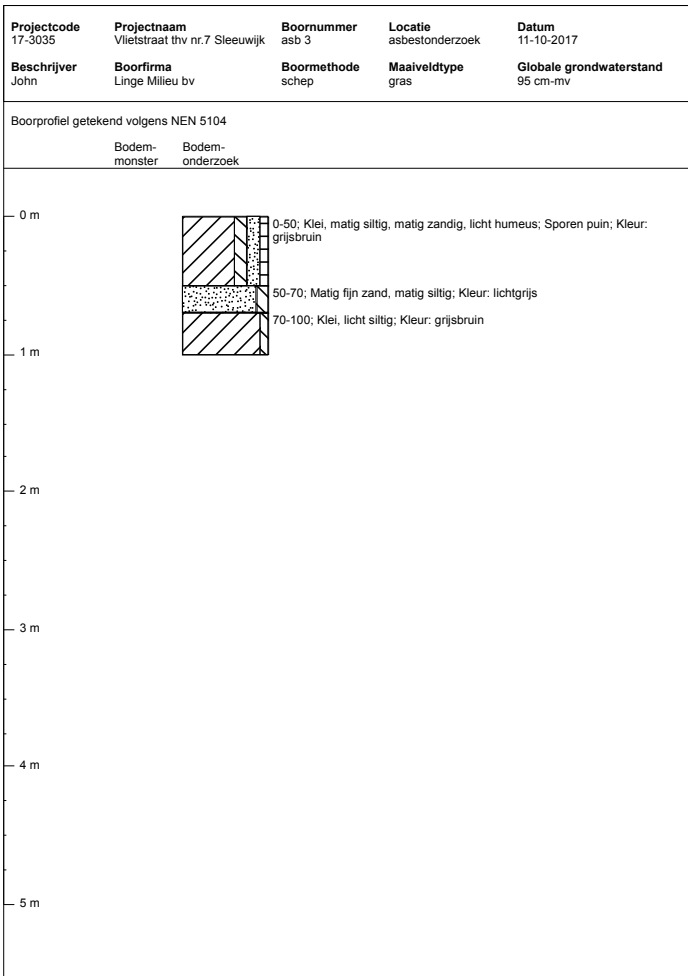 Projectcode Projectnaam Boornummer Locatie Datum
17-3035 Vlietstraat thv nr.7 Sleeuwijk asb 3 asbestonderzoek 11-10-2017
Beschrijver Boorfirma Boormethode Maaiveldtype Globale grondwaterstand
John Linge Milieu bv schep gras 95 cm-mv
Boorprofiel getekend volgens NEN 5104
Bodem- Bodem-
monster onderzoek
0 m
0-50; Klei, matig siltig, matig zandig, licht humeus; Sporen puin; Kleur:
grijsbruin
50-70; Matig fijn zand, matig siltig; Kleur: lichtgrijs
70-100; Klei, licht siltig; Kleur: grijsbruin
1 m
2 m
3 m
4 m
5 m